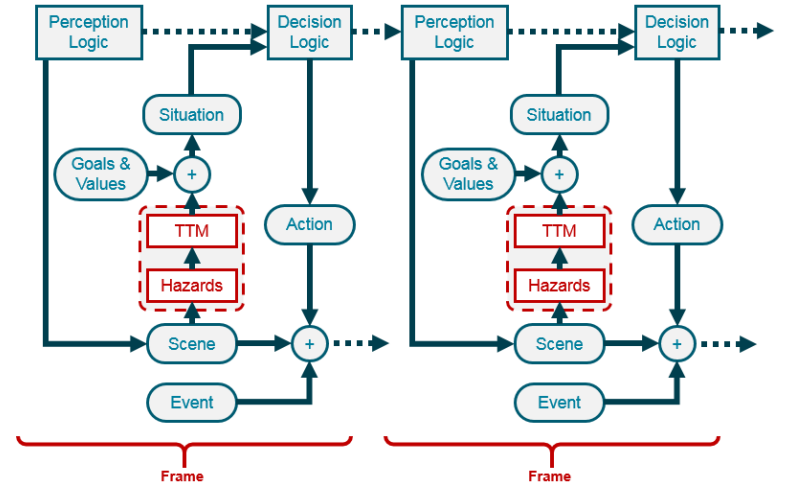 Perception
Logic
Decision
Logic
Situation
Goals &
Values
+
TTM
Action
Hazards
Scene
+
Event
Frame
Perception
Logic
Decision
Logic
Situation
Goals &
Values
+
TTM
Action
Hazards
Scene
+
Event
Frame